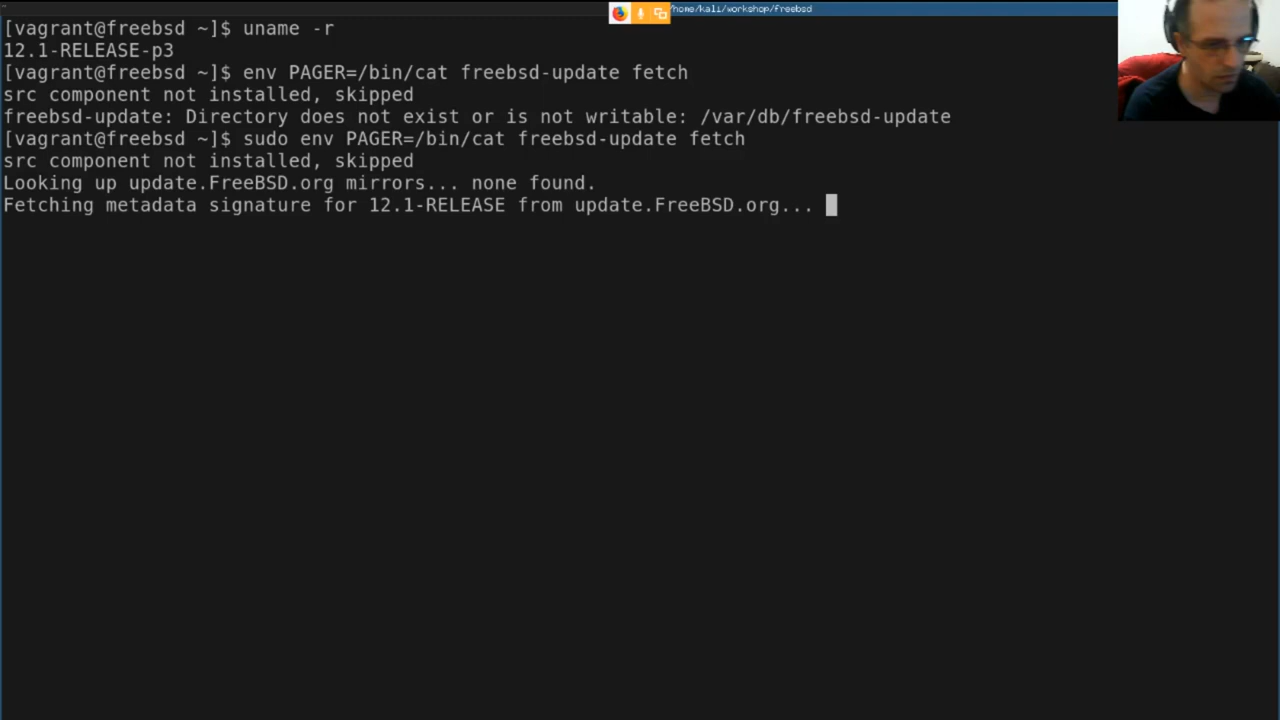 /home/kali/workshop/freebsd
[vagrant@freebsd ~]$ uname -r
12.1-RELEASE-p3
[vagrant@freebsd ~]$ env PAGER=/bin/cat freebsd-update fetch
src component not installed, skipped
freebsd-update: Directory does not exist or is not writable: /var/db/freebsd-update
[vagrant@freebsd ~]$ sudo env PAGER=/bin/cat freebsd-update fetch
src component not installed, skipped
Looking up update.FreeBSD.org mirrors... none found.
Fetching metadata signature for 12.1-RELEASE from update.FreeBSD.org...